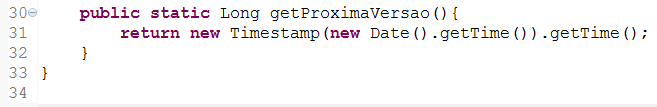 30 public static Long getProximaVersao(){
31 return new Timestamp(new Date().getTime()).getTime();
32 }
33 }
34